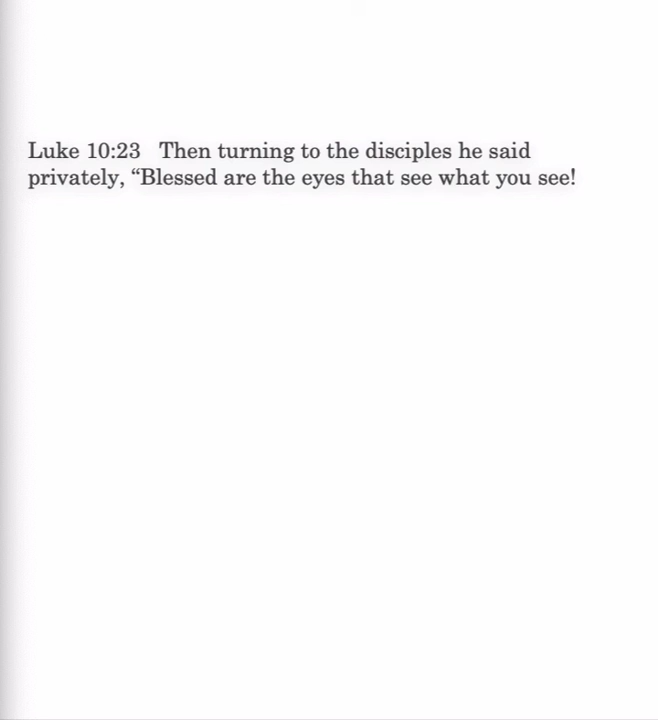 Luke 10:23 Then turning to the disciples he said
privately, “Blessed are the eyes that see what you see!